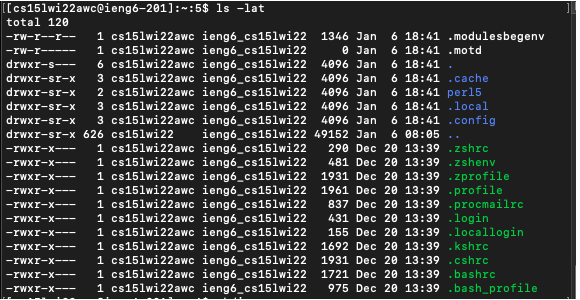 [[cs15lwi22awc@ieng6-201]:~:5$ ls -lat
total 120
-rw-r--r-- 1 cs15lwi22awc ieng6_cs15lwi22 1346 Jan 6 18:41 .modulesbegenv
-rw-r----- 1 cs15lwi22awc ieng6_cs15lwi22 0 Jan 6 18:41 .motd
drwxr-s--- 6 cs15lwi22awc ieng6_cs15lwi22 4096 Jan 6 18:41 .
drwxr-sr-x 3 cs15lwi22awc ieng6_cs15lwi22 4096 Jan 6 18:41 .cache
drwxr-sr-x 2 cs15lwi22awc ieng6_cs15lwi22 4096 Jan 6 18:41 perl5
drwxr-sr-x 3 cs15lwi22awc ieng6_cs15lwi22 4096 Jan 6 18:41 .local
drwxr-sr-x 3 cs15lwi22awc ieng6_cs15lwi22 4096 Jan 6 18:41 .config
drwxr-sr-x 626 cs15lwi22 ieng6_cs15lwi22 49152 Jan 6 08:05 ..
-rwxr-x--- 1 cs15lwi22awc ieng6_cs15lwi22 290 Dec 20 13:39 .zshrc
-rwxr-x--- 1 cs15lwi22awc ieng6_cs15lwi22 481 Dec 20 13:39 .zshenv
-rwxr-x--- 1 cs15lwi22awc ieng6_cs15lwi22 1931 Dec 20 13:39 .zprofile
-rwxr-x--- 1 cs15lwi22awc ieng6_cs15lwi22 1961 Dec 20 13:39 .profile
-rwxr-x--- 1 cs15lwi22awc ieng6_cs15lwi22 837 Dec 20 13:39 .procmailrc
-rwxr-x--- 1 cs15lwi22awc ieng6_cs15lwi22 431 Dec 20 13:39 .login
-rwxr-x--- 1 cs15lwi22awc ieng6_cs15lwi22 155 Dec 20 13:39 .locallogin
-rwxr-x--- 1 cs15lwi22awc ieng6_cs15lwi22 1692 Dec 20 13:39 .kshrc
-rwxr-x--- 1 cs15lwi22awc ieng6_cs15lwi22 1931 Dec 20 13:39 .cshrc
-rwxr-x--- 1 cs15lwi22awc ieng6_cs15lwi22 1721 Dec 20 13:39 .bashrc
-rwxr-x--- 1 cs15lwi22awc ieng6_cs15lwi22 975 Dec 20 13:39 .bash_profile